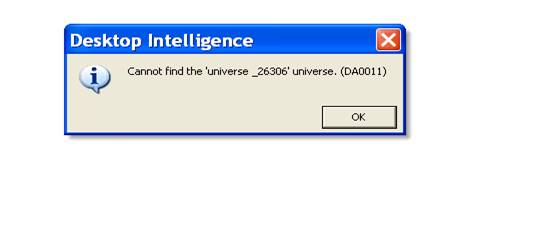 Desktop Intelligence
Cannot find the 'universe _26306' universe. (DA0011)
OK